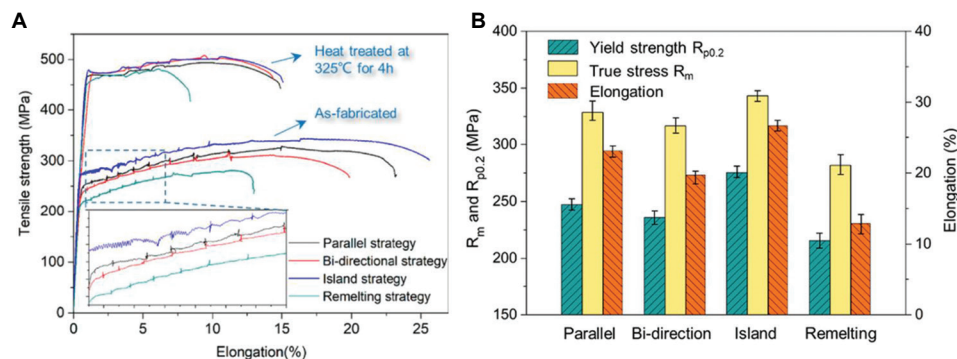 A
Tensile strength (MPa)
500
400
300
200
100
0
Heat treated at
325℃ for 4h
As-fabricated
Parallel strategy
Bi-directional strategy
Island strategy
Remelting strategy
0 5 10 15 20 25
Elongation(%)
B
Rm and Rp0.2 (MPa)
400
350
300
250
200
150
Yield strength Rp0.2
True stress Rm
Elongation
40
30
20
10
0
Elongation (%)
Parallel Bi-direction Island Remelting